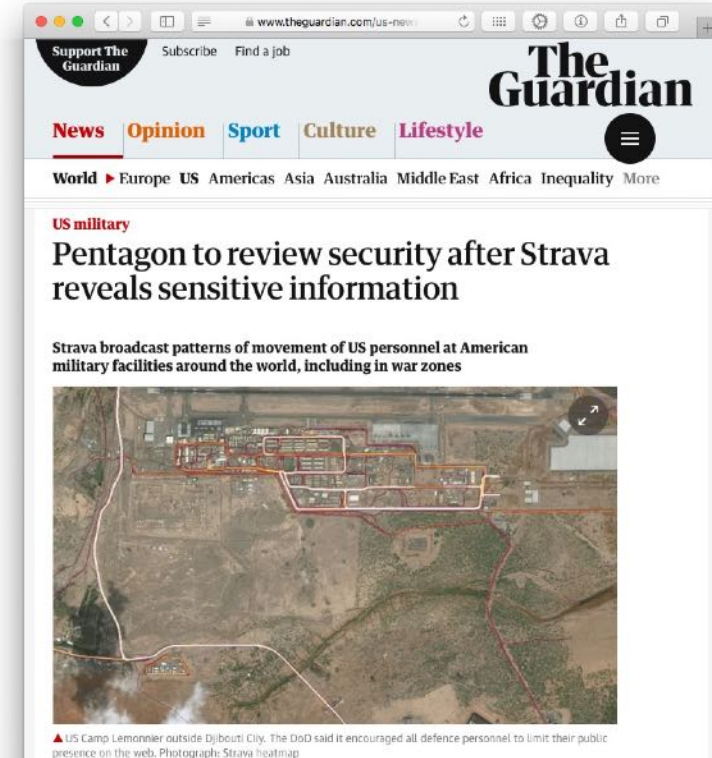 www.theguardian.com/us-new
Support The
Guardian
Subscribe Find a job
The
Guardian
News Opinion Sport Culture Lifestyle
World Europe US Americas Asia Australia Middle East Africa Inequality More
US military
Pentagon to review security after Strava
reveals sensitive information
Strava broadcast patterns of movement of US personnel at American
military facilities around the world, including in war zones
US Camp Lemonnier outside Djibouti City. The DoD said it encouraged all defence personnel to limit their public
presence on the web. Photograph: Strava heatmap